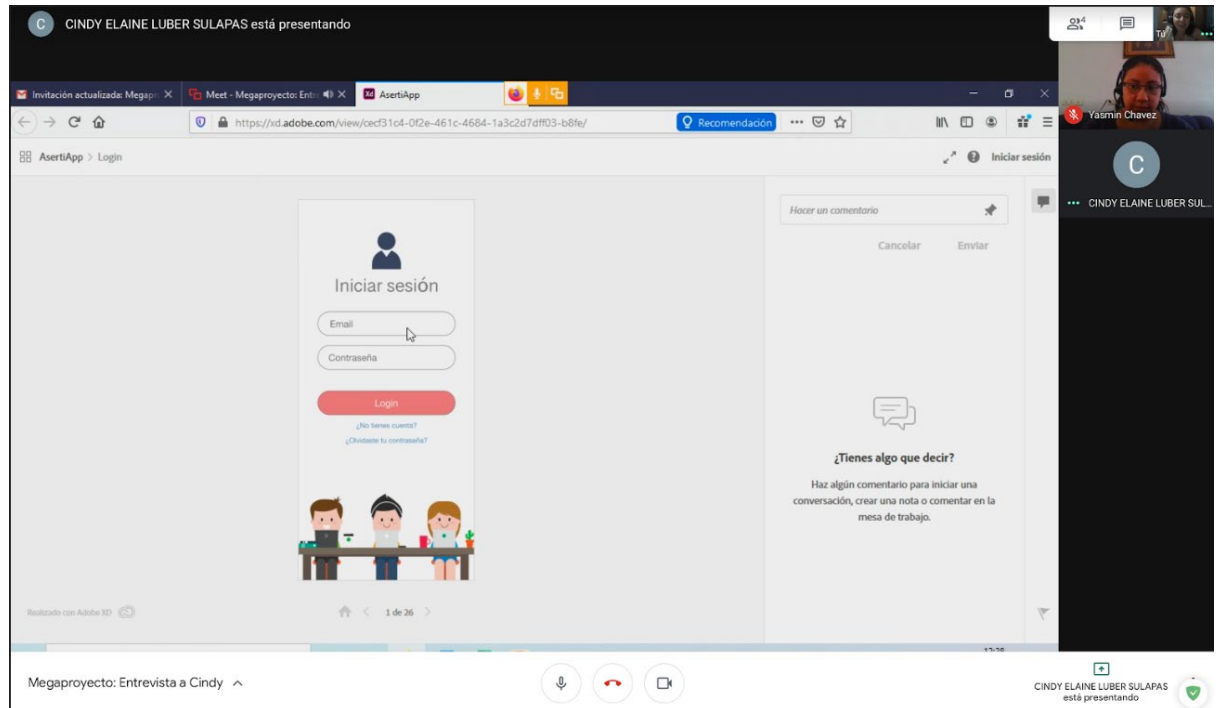 C CINDY ELAINE LUBER SULAPAS está presentando
4
Tú
Invitación actualizada: Megapr
Meet - Megaproyecto: Entre
AsertiApp
https://xd.adobe.com/view/cecf31c4-0f2e-461c-4684-1a3c2d7dff03-b8fe/
Recomendación
Yasmin Chavez
AsertiApp > Login
Iniciar sesión
C
CINDY ELAINE LUBER SUL...
Hacer un comentario
Cancelar Enviar
Iniciar sesión
Email
Contraseña
Login
¿No tienes cuenta?
¿Olvidaste tu contraseña?
¿Tienes algo que decir?
Haz algún comentario para iniciar una
conversación, crear una nota o comentar en la
mesa de trabajo.
Realizado con Adobe XD
1 de 26
Megaproyecto: Entrevista a Cindy
CINDY ELAINE LUBER SULAPAS
está presentando